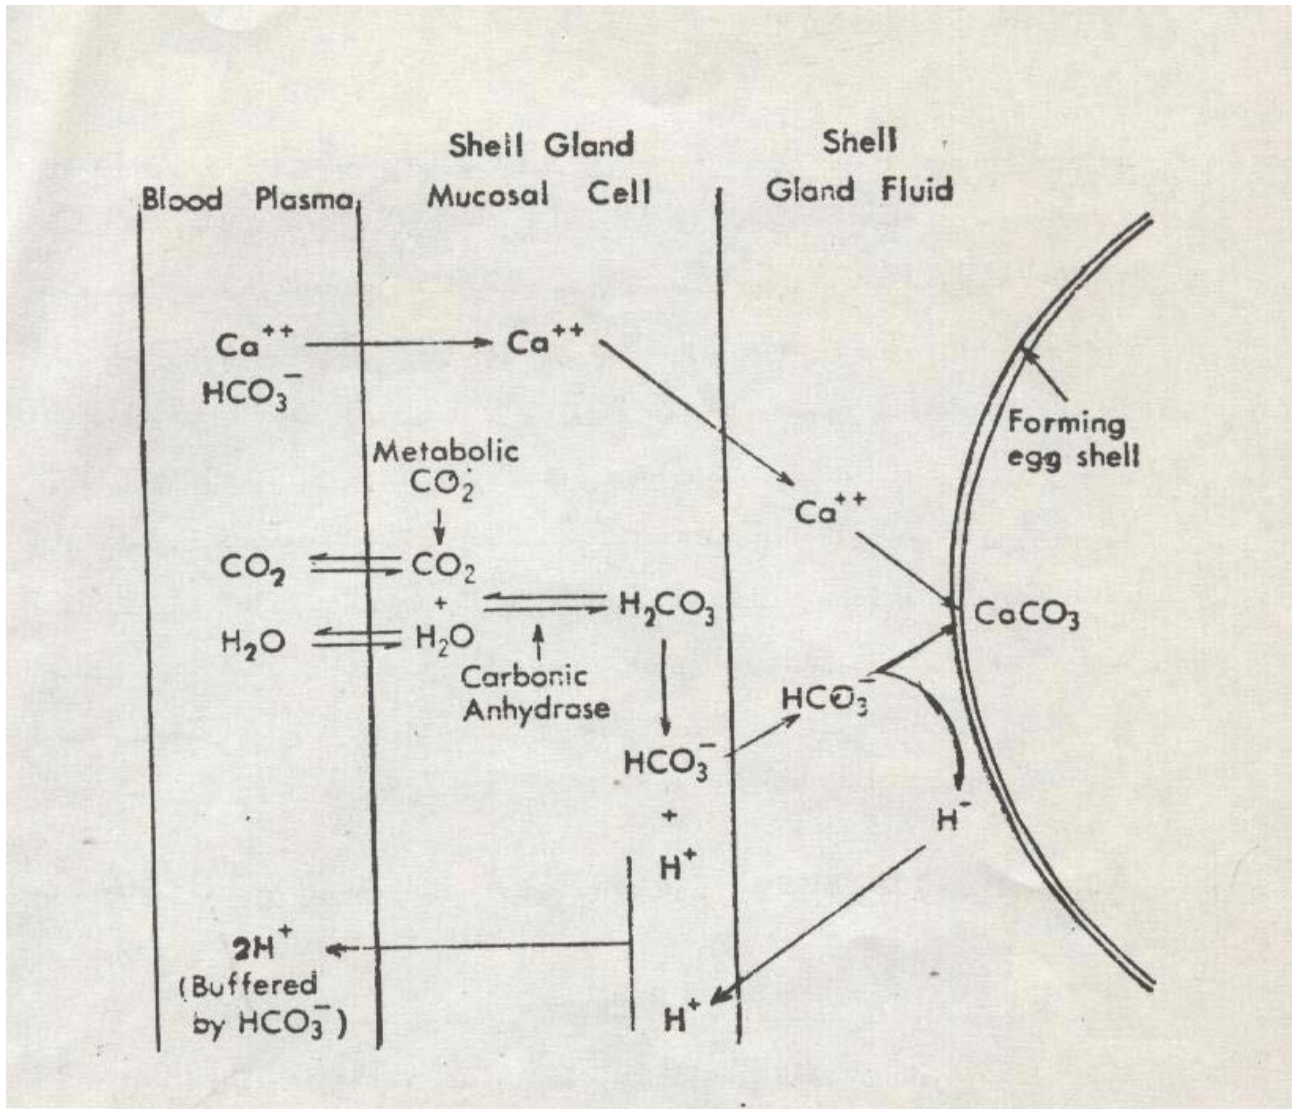 Shell Gland
Mucosal Cell
Shell
Gland Fluid
Blood Plasma
Ca⁺⁺
HCO₃⁻
Ca⁺⁺
Metabolic
CO₂
CO₂
CO₂
+
H₂O
H₂O
H₂CO₃
Carbonic
Anhydrase
HCO₃⁻
+
H⁺
2H⁺
(Buffered
by HCO₃⁻)
H⁺
Ca⁺⁺
HCO₃⁻
H⁻
CaCO₃
Forming
egg shell